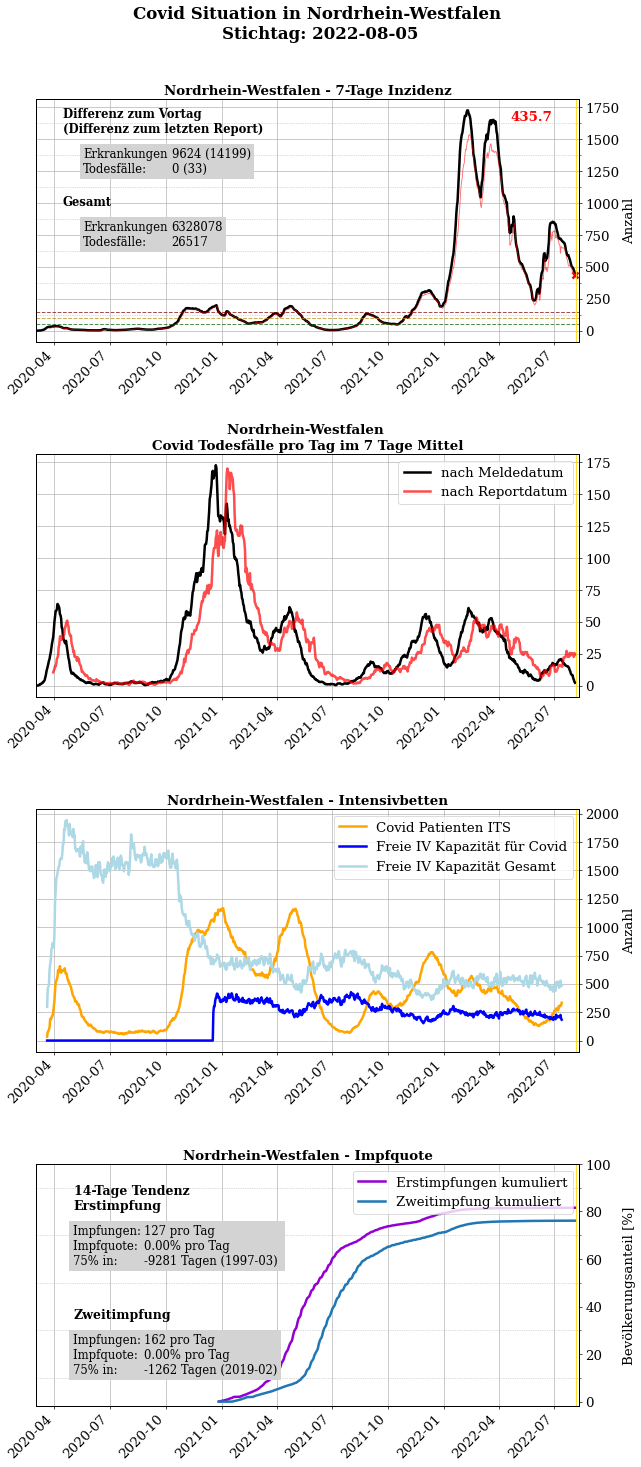 Covid Situation in Nordrhein-Westfalen
Stichtag: 2022-08-05
Nordrhein-Westfalen - 7-Tage Inzidenz
Differenz zum Vortag
(Differenz zum letzten Report)
Erkrankungen 9624 (14199)
Todesfälle: 0 (33)
Gesamt
Erkrankungen 6328078
Todesfälle: 26517
435.7
1750
1500
1250
1000
750
500
250
0
Anzahl
2020-04 2020-07 2020-10 2021-01 2021-04 2021-07 2021-10 2022-01 2022-04 2022-07
Nordrhein-Westfalen
Covid Todesfälle pro Tag im 7 Tage Mittel
nach Meldedatum
nach Reportdatum
175
150
125
100
75
50
25
0
2020-04 2020-07 2020-10 2021-01 2021-04 2021-07 2021-10 2022-01 2022-04 2022-07
Nordrhein-Westfalen - Intensivbetten
Covid Patienten ITS
Freie IV Kapazität für Covid
Freie IV Kapazität Gesamt
2000
1750
1500
1250
1000
750
500
250
0
Anzahl
2020-04 2020-07 2020-10 2021-01 2021-04 2021-07 2021-10 2022-01 2022-04 2022-07
Nordrhein-Westfalen - Impfquote
14-Tage Tendenz
Erstimpfung
Impfungen: 127 pro Tag
Impfquote: 0.00% pro Tag
75% in: -9281 Tagen (1997-03)
Zweitimpfung
Impfungen: 162 pro Tag
Impfquote: 0.00% pro Tag
75% in: -1262 Tagen (2019-02)
Erstimpfungen kumuliert
Zweitimpfung kumuliert
100
80
60
40
20
0
Bevölkerungsanteil [%]
2020-04 2020-07 2020-10 2021-01 2021-04 2021-07 2021-10 2022-01 2022-04 2022-07